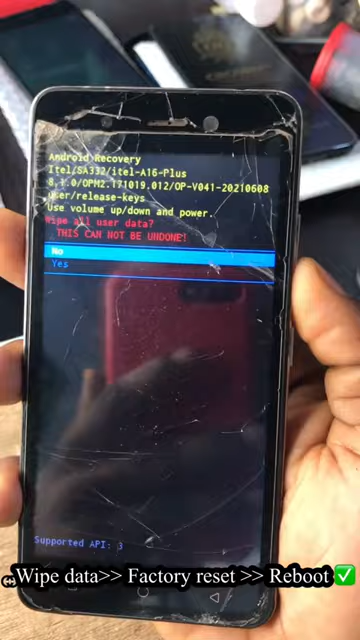 Android Recovery
Itel/SA332/itel-A16-Plus
8.1.0/OPM2.171019.012/OP-V041-20210608
user/release-keys
Use volume up/down and power.
Wipe all user data?
THIS CAN NOT BE UNDONE!
No
Yes
Supported API: 3
Wipe data>> Factory reset >> Reboot ✅